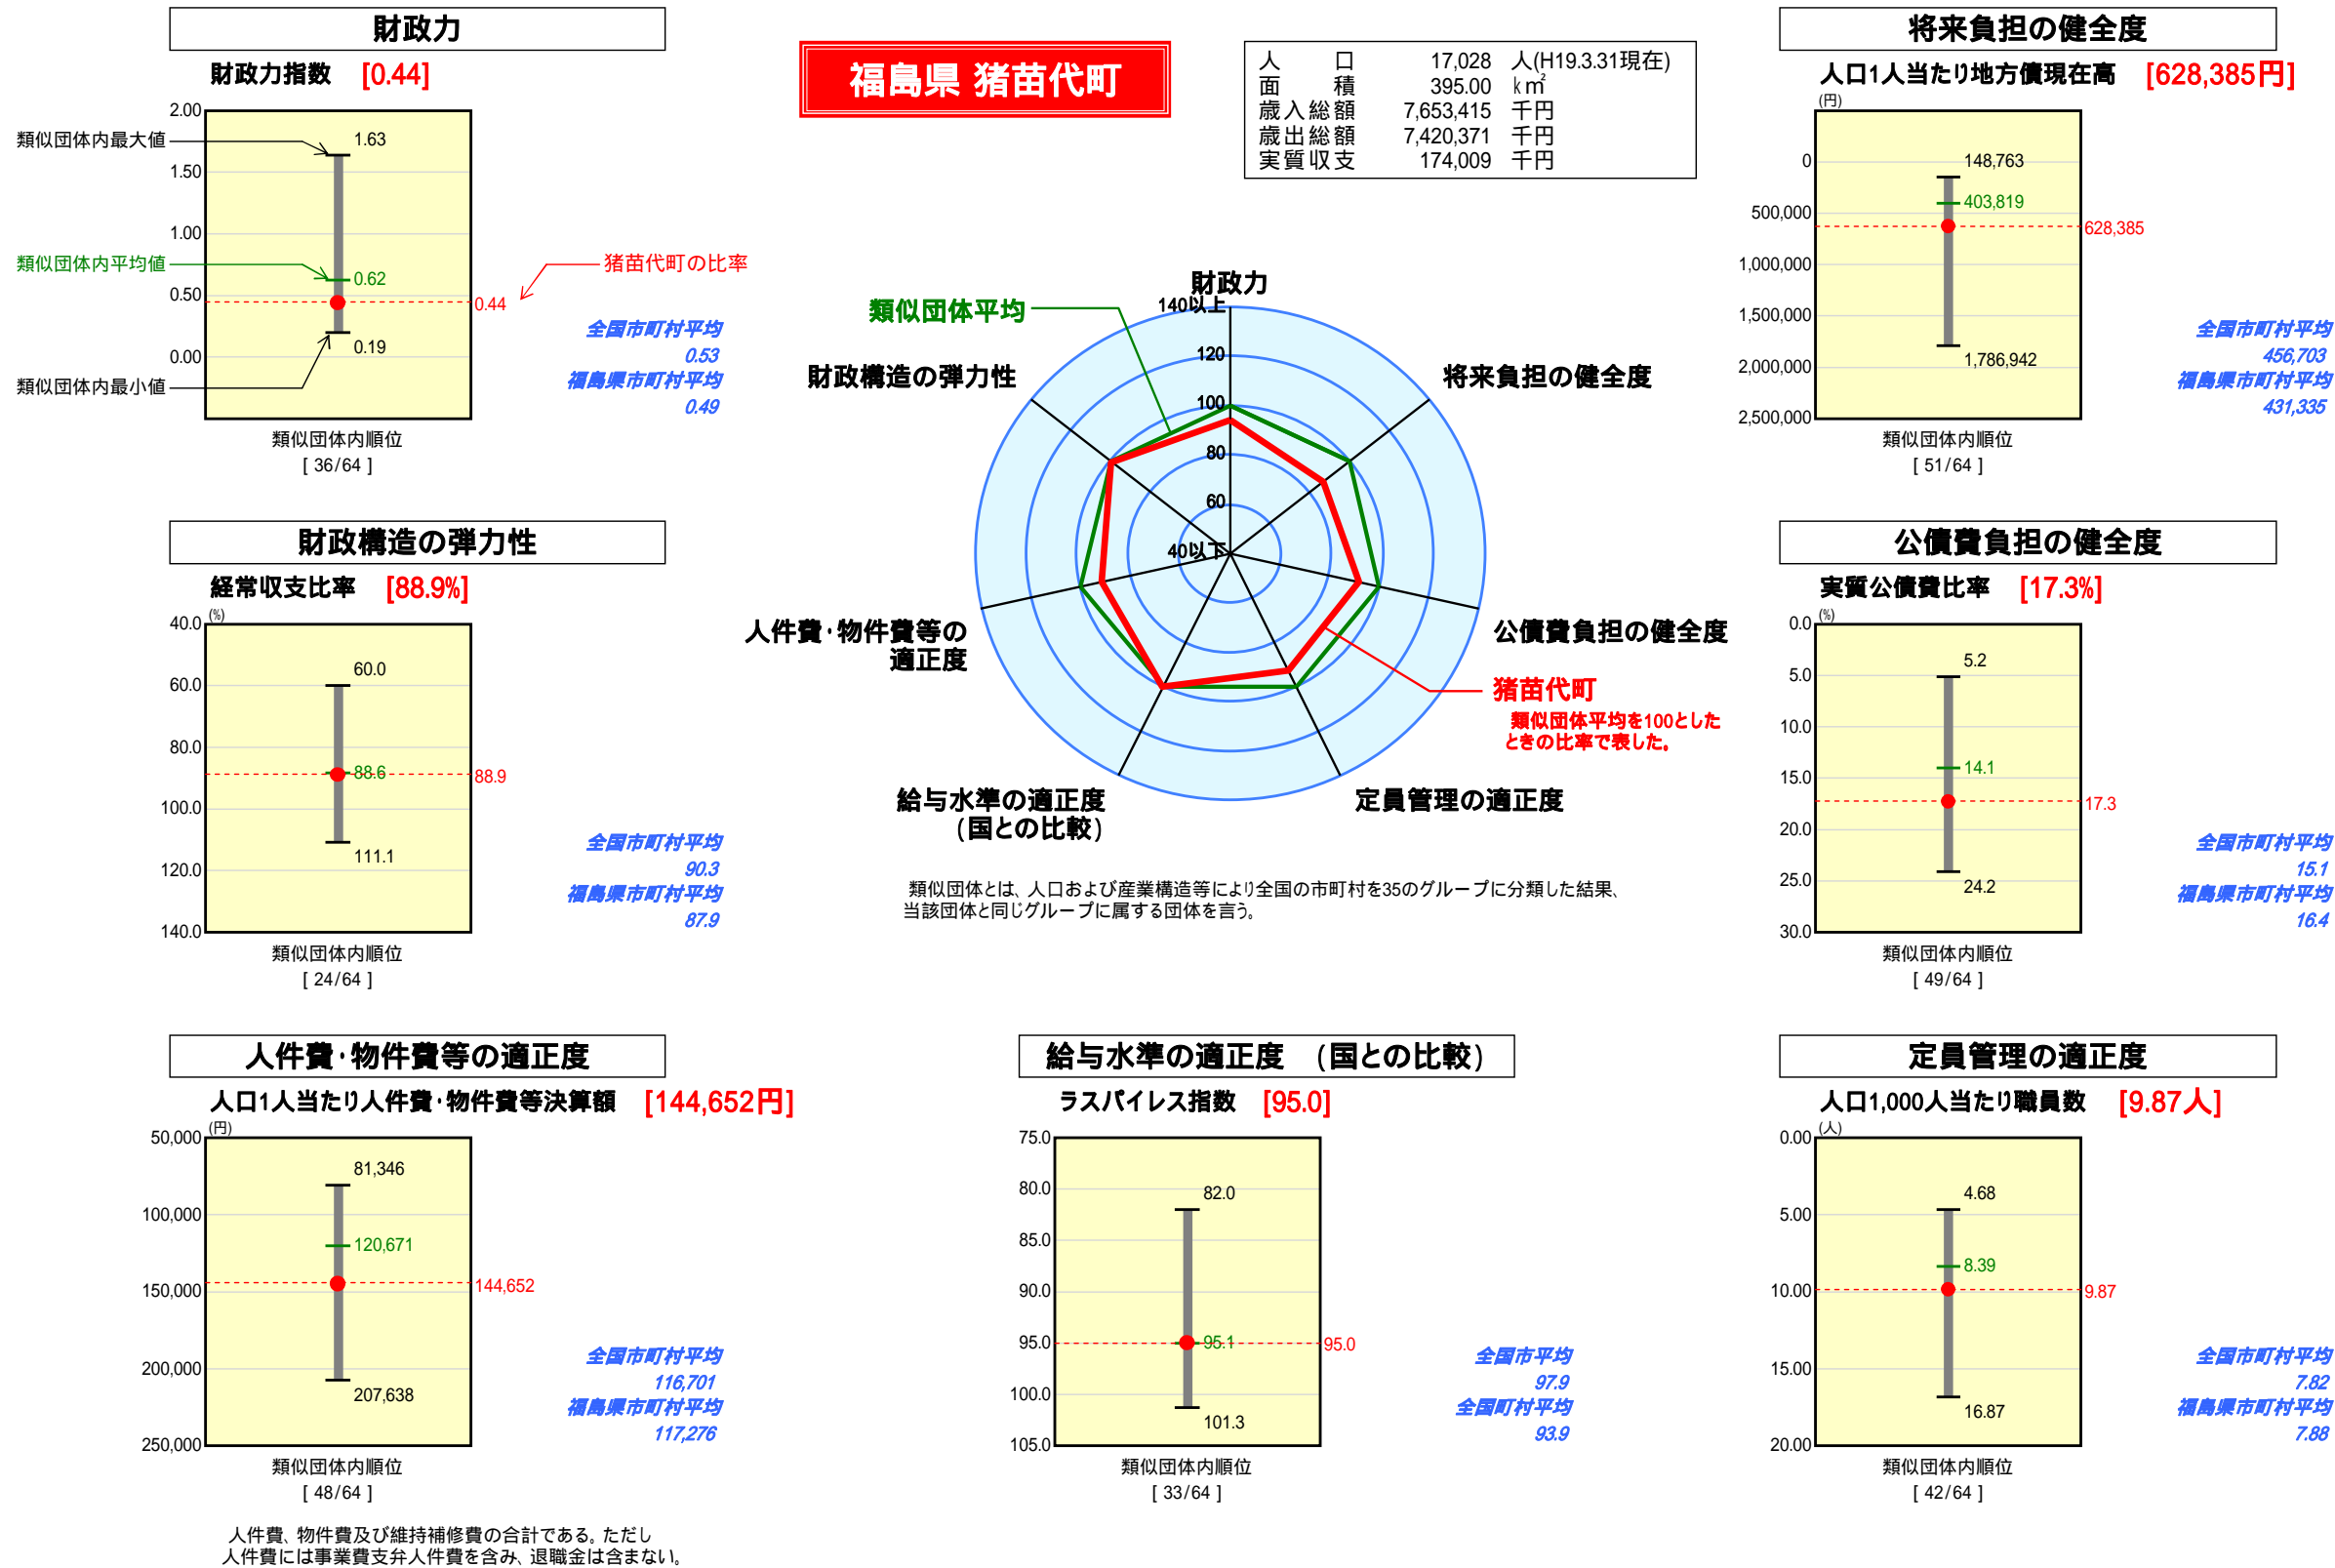 財政力
財政力指数 [0.44]
2.00
1.50
1.00
0.50
0.00
類似団体内最大値
類似団体内平均値
類似団体内最小値
1.63
0.62
0.19
0.44
猪苗代町の比率
全国市町村平均
0.53
福島県市町村平均
0.49
類似団体内順位
[ 36/64 ]
福島県 猪苗代町
人口 17,028 人(H19.3.31現在)
面積 395.00 k㎡
歳入総額 7,653,415 千円
歳出総額 7,420,371 千円
実質収支 174,009 千円
将来負担の健全度
人口1人当たり地方債現在高 [628,385円]
(円)
0
500,000
1,000,000
1,500,000
2,000,000
2,500,000
148,763
403,819
628,385
1,786,942
全国市町村平均
456,703
福島県市町村平均
431,335
類似団体内順位
[ 51/64 ]
財政力
140以上
120
100
80
60
40以下
類似団体平均
財政構造の弾力性
将来負担の健全度
人件費・物件費等の
適正度
公債費負担の健全度
猪苗代町
類似団体平均を100とした
ときの比率で表した。
給与水準の適正度
(国との比較)
定員管理の適正度
類似団体とは、人口および産業構造等により全国の市町村を35のグループに分類した結果、
当該団体と同じグループに属する団体を言う。
財政構造の弾力性
経常収支比率 [88.9%]
(%)
40.0
60.0
80.0
100.0
120.0
140.0
60.0
88.6
88.9
111.1
全国市町村平均
90.3
福島県市町村平均
87.9
類似団体内順位
[ 24/64 ]
公債費負担の健全度
実質公債費比率 [17.3%]
(%)
0.0
5.0
10.0
15.0
20.0
25.0
30.0
5.2
14.1
17.3
24.2
全国市町村平均
15.1
福島県市町村平均
16.4
類似団体内順位
[ 49/64 ]
人件費・物件費等の適正度
人口1人当たり人件費・物件費等決算額 [144,652円]
(円)
50,000
100,000
150,000
200,000
250,000
81,346
120,671
144,652
207,638
全国市町村平均
116,701
福島県市町村平均
117,276
類似団体内順位
[ 48/64 ]
人件費、物件費及び維持補修費の合計である。ただし
人件費には事業費支弁人件費を含み、退職金は含まない。
給与水準の適正度 (国との比較)
ラスパイレス指数 [95.0]
75.0
80.0
85.0
90.0
95.0
100.0
105.0
82.0
95.1
95.0
101.3
全国市平均
97.9
全国町村平均
93.9
類似団体内順位
[ 33/64 ]
定員管理の適正度
人口1,000人当たり職員数 [9.87人]
(人)
0.00
5.00
10.00
15.00
20.00
4.68
8.39
9.87
16.87
全国市町村平均
7.82
福島県市町村平均
7.88
類似団体内順位
[ 42/64 ]